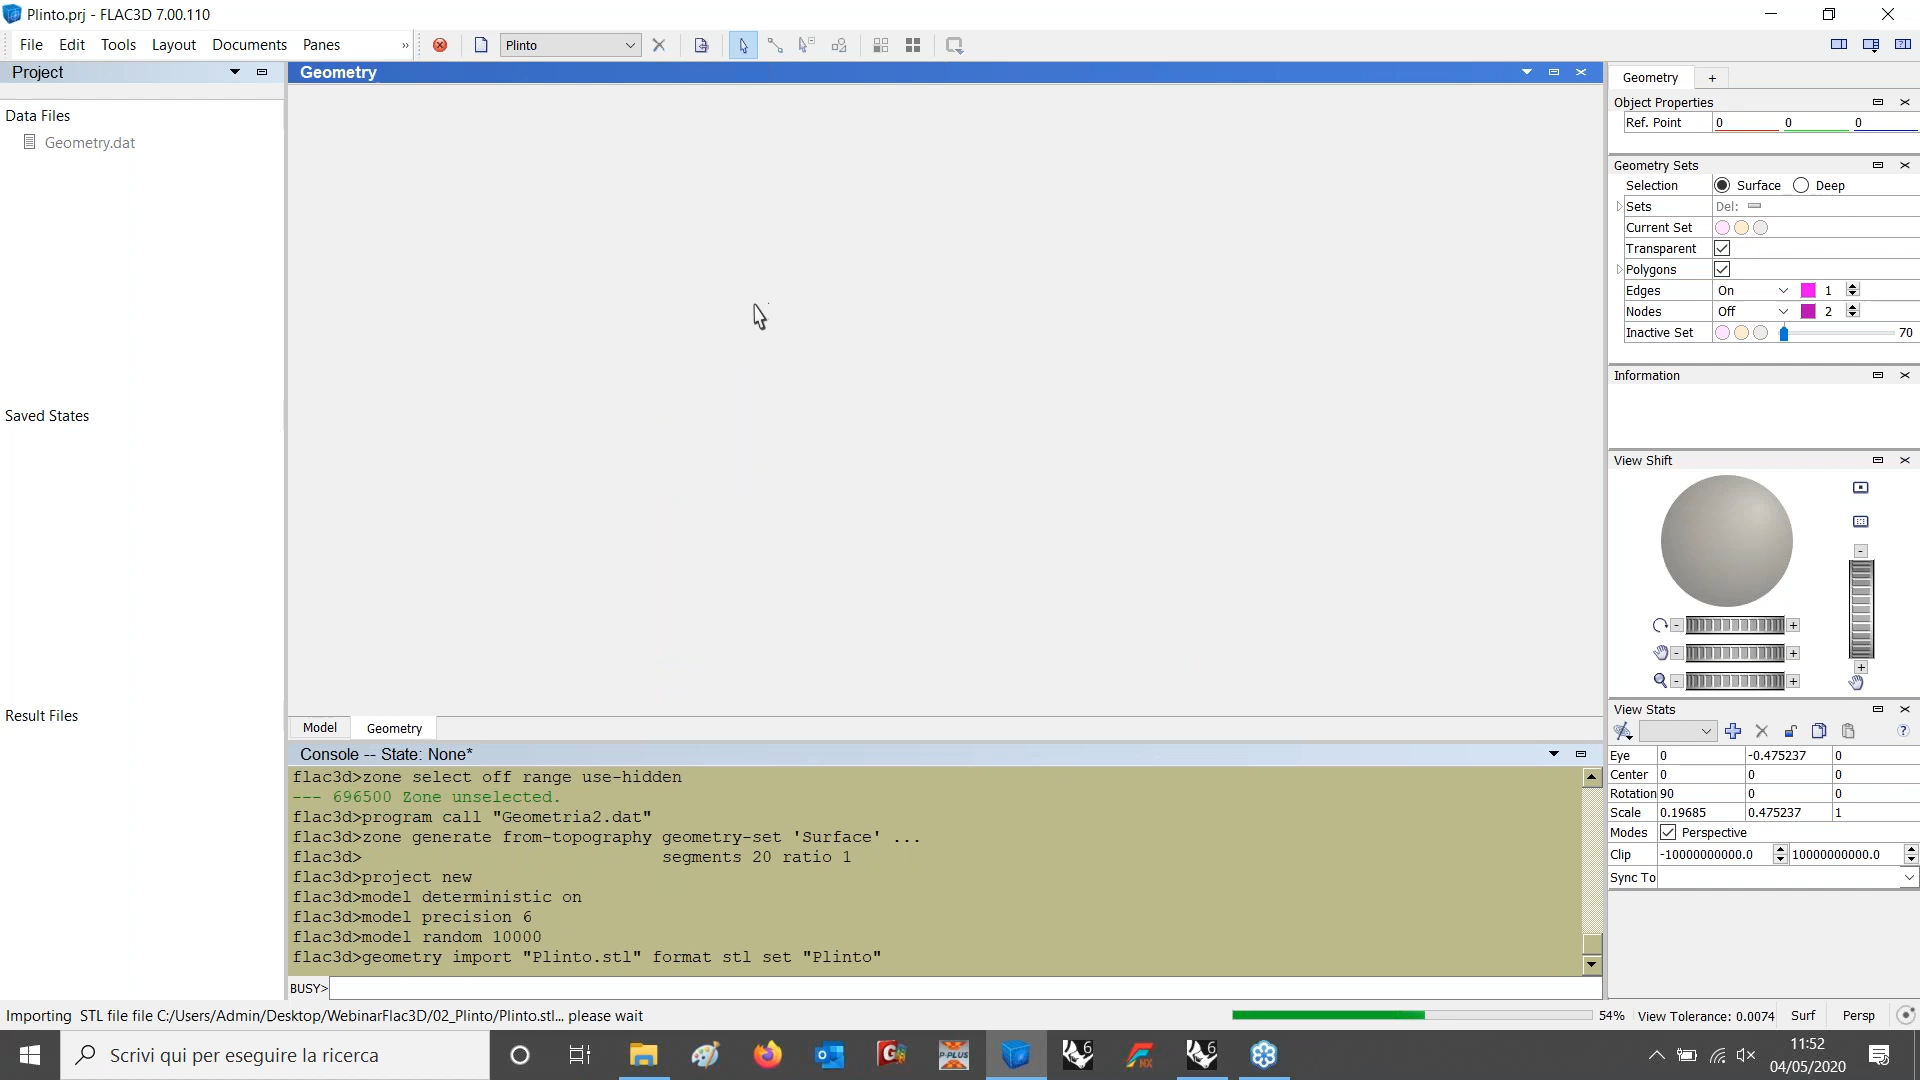 Plinto.prj - FLAC3D 7.00.110
File Edit Tools Layout Documents Panes »
Plinto
Project
Data Files
Geometry.dat
Saved States
Result Files
Geometry
Model Geometry
Console -- State: None*
flac3d>zone select off range use-hidden
--- 696500 Zone unselected.
flac3d>program call "Geometria2.dat"
flac3d>zone generate from-topography geometry-set 'Surface' ...
flac3d> segments 20 ratio 1
flac3d>project new
flac3d>model deterministic on
flac3d>model precision 6
flac3d>model random 10000
flac3d>geometry import "Plinto.stl" format stl set "Plinto"
BUSY>
Geometry +
Object Properties
Ref. Point 0 0 0
Geometry Sets
Selection Surface Deep
Sets Del:
Current Set
Transparent
Polygons
Edges On 1
Nodes Off 2
Inactive Set 70
Information
View Shift
- +
- +
- +
-
+
View Stats
Eye 0 -0.475237 0
Center 0 0 0
Rotation 90 0 0
Scale 0.19685 0.475237 1
Modes Perspective
Clip -10000000000.0 10000000000.0
Sync To
Importing STL file file C:/Users/Admin/Desktop/WebinarFlac3D/02_Plinto/Plinto.stl... please wait
54% View Tolerance: 0.0074 Surf Persp
Scrivi qui per eseguire la ricerca
P-PLUS
6
NX
6
11:52
04/05/2020